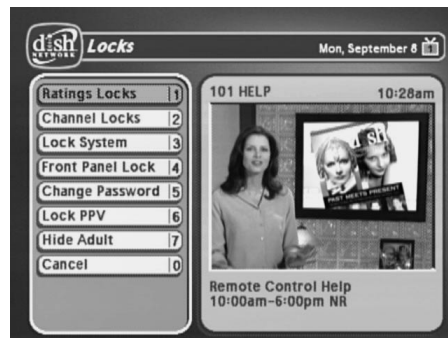 dish
NETWORK
Locks
Mon, September 8
1
Ratings Locks 1
Channel Locks 2
Lock System 3
Front Panel Lock 4
Change Password 5
Lock PPV 6
Hide Adult 7
Cancel 0
101 HELP 10:28am
DISH
PAST MEETS PRESENT
Remote Control Help
10:00am-6:00pm NR